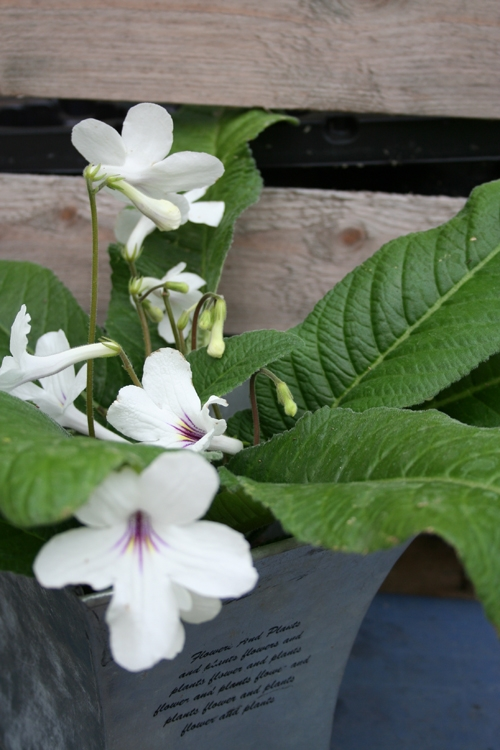 Flowers And Plants
and plants flowers and
plants flower and plants
flower and plants flower and
plants flower and plants
flower and plants